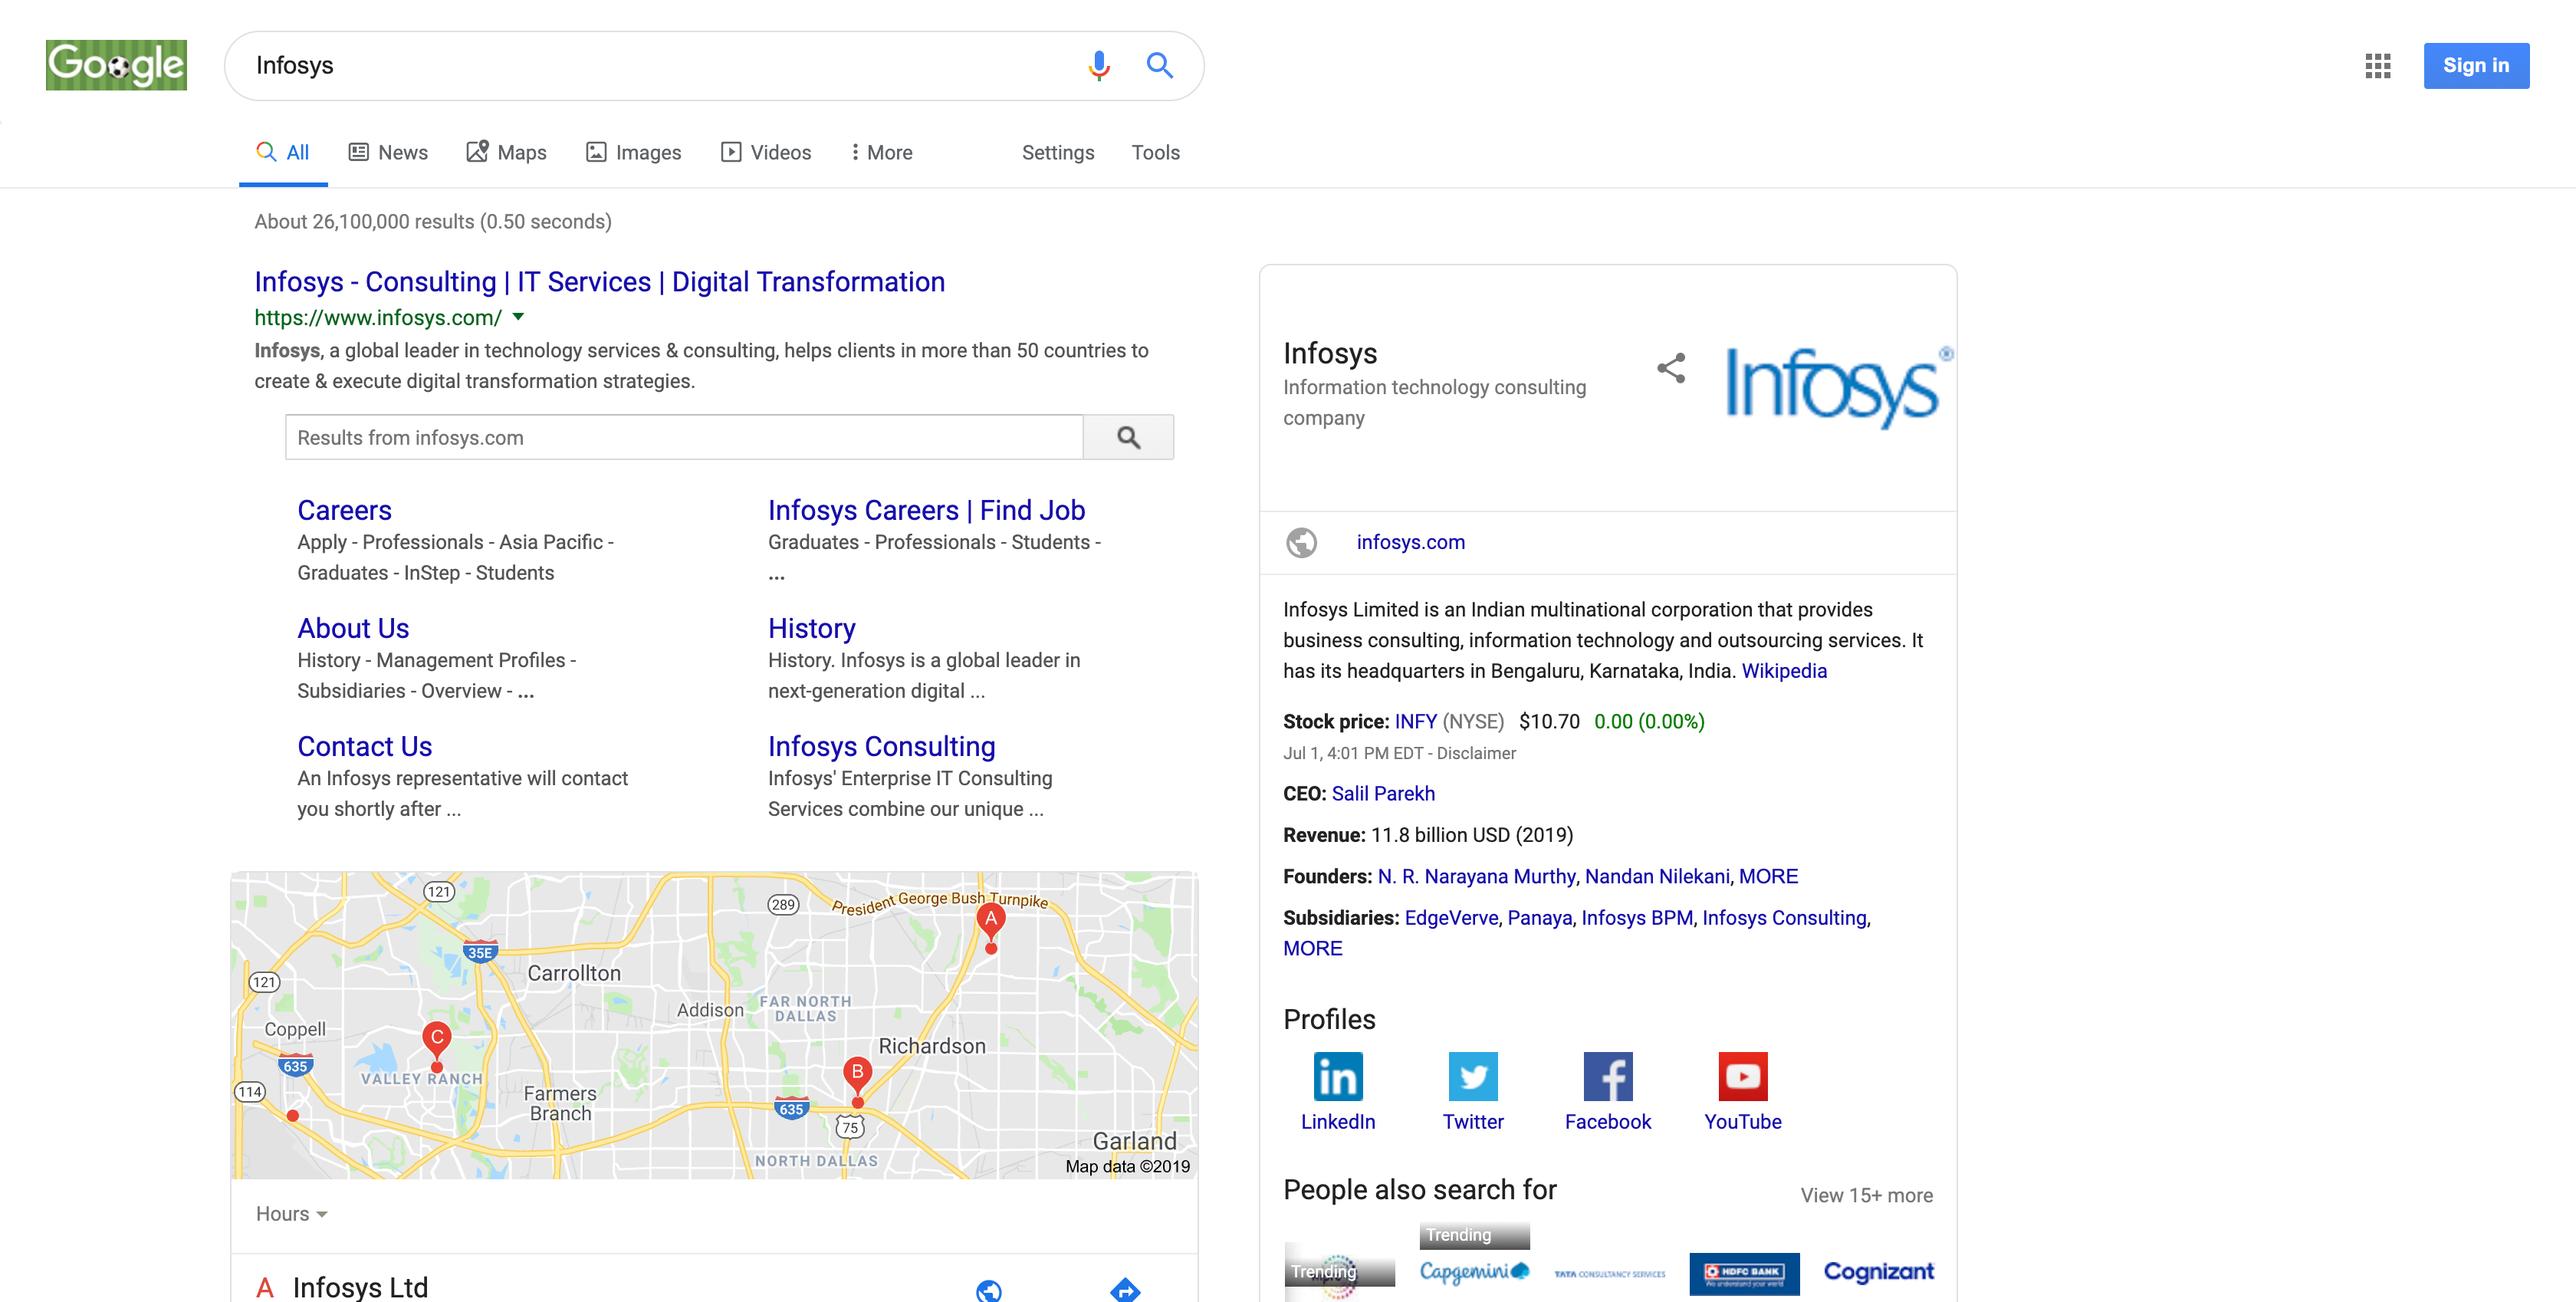 Google
Infosys
Sign in
All
News
Maps
Images
Videos
More
Settings
Tools
About 26,100,000 results (0.50 seconds)
Infosys - Consulting | IT Services | Digital Transformation
https://www.infosys.com/
Infosys, a global leader in technology services & consulting, helps clients in more than 50 countries to
create & execute digital transformation strategies.
Results from infosys.com
Careers
Apply - Professionals - Asia Pacific -
Graduates - InStep - Students
Infosys Careers | Find Job
Graduates - Professionals - Students -
...
About Us
History - Management Profiles -
Subsidiaries - Overview - ...
History
History. Infosys is a global leader in
next-generation digital ...
Contact Us
An Infosys representative will contact
you shortly after ...
Infosys Consulting
Infosys' Enterprise IT Consulting
Services combine our unique ...
121
289
President George Bush Turnpike
A
35E
Carrollton
121
Addison
FAR NORTH
DALLAS
Coppell
C
Richardson
635
B
VALLEY RANCH
114
Farmers
Branch
635
75
Garland
NORTH DALLAS
Map data ©2019
Hours
A Infosys Ltd
Infosys
Information technology consulting
company
Infosys®
infosys.com
Infosys Limited is an Indian multinational corporation that provides
business consulting, information technology and outsourcing services. It
has its headquarters in Bengaluru, Karnataka, India. Wikipedia
Stock price: INFY (NYSE) $10.70 0.00 (0.00%)
Jul 1, 4:01 PM EDT - Disclaimer
CEO: Salil Parekh
Revenue: 11.8 billion USD (2019)
Founders: N. R. Narayana Murthy, Nandan Nilekani, MORE
Subsidiaries: EdgeVerve, Panaya, Infosys BPM, Infosys Consulting,
MORE
Profiles
in
LinkedIn
Twitter
Facebook
YouTube
People also search for
View 15+ more
Trending
Trending
Capgemini
TATA CONSULTANCY SERVICES
HDFC BANK
We understand your world
Cognizant